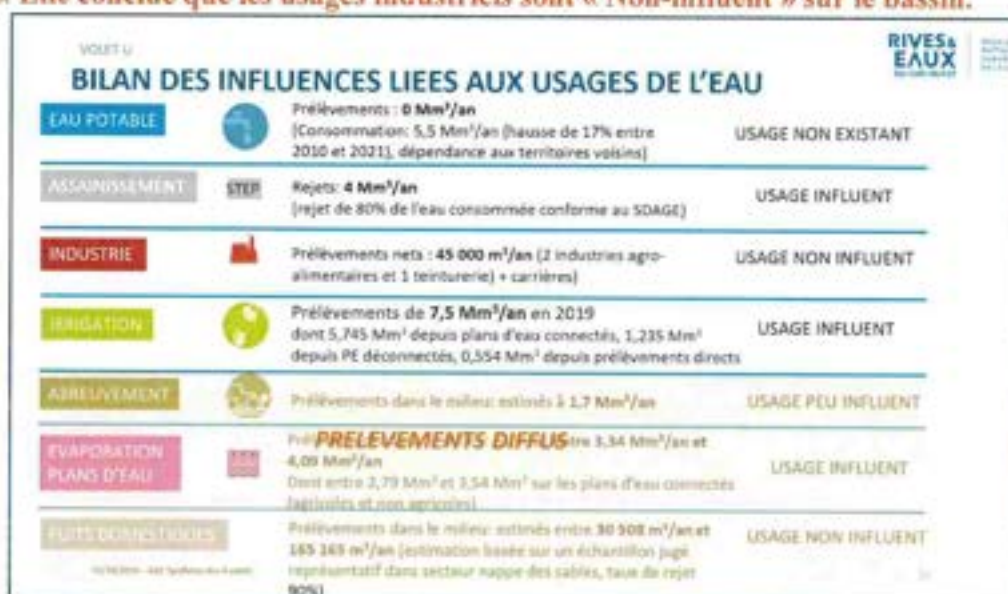 Elle conclue que les usages industriels sont « Non-influent » sur le bassin.
VOLET U
RIVES &
EAUX
BILAN DES INFLUENCES LIEES AUX USAGES DE L'EAU
EAU POTABLE
Prélèvements : 0 Mm³/an
(Consommation: 5,5 Mm³/an (hausse de 17% entre
2010 et 2021), dépendance aux territoires voisins)
USAGE NON EXISTANT
ASSAINISSEMENT
STEP
Rejets: 4 Mm³/an
(rejet de 80% de l'eau consommée conforme au SDAGE)
USAGE INFLUENT
INDUSTRIE
Prélèvements nets : 45 000 m³/an (2 industries agro-
alimentaires et 1 teinturerie) + carrières)
USAGE NON INFLUENT
IRRIGATION
Prélèvements de 7,5 Mm³/an en 2019
dont 5,745 Mm³ depuis plans d'eau connectés, 1,235 Mm³
depuis PE déconnectés, 0,554 Mm³ depuis prélèvements directs
USAGE INFLUENT
ABREUVEMENT
Prélèvements dans le milieu: estimés à 1,7 Mm³/an
USAGE PEU INFLUENT
EVAPORATION
PLANS D'EAU
PRELEVEMENTS DIFFUS
entre 3,34 Mm³/an et
4,09 Mm³/an
Dont entre 2,79 Mm³ et 3,54 Mm³ sur les plans d'eau connectés
(agricoles et non agricoles)
USAGE INFLUENT
PUITS DOMESTIQUES
Prélèvements dans le milieu: estimés entre 30 508 m³/an et
165 165 m³/an (estimation basée sur un échantillon jugé
représentatif dans secteur nappe des sables, taux de rejet
90%)
USAGE NON INFLUENT